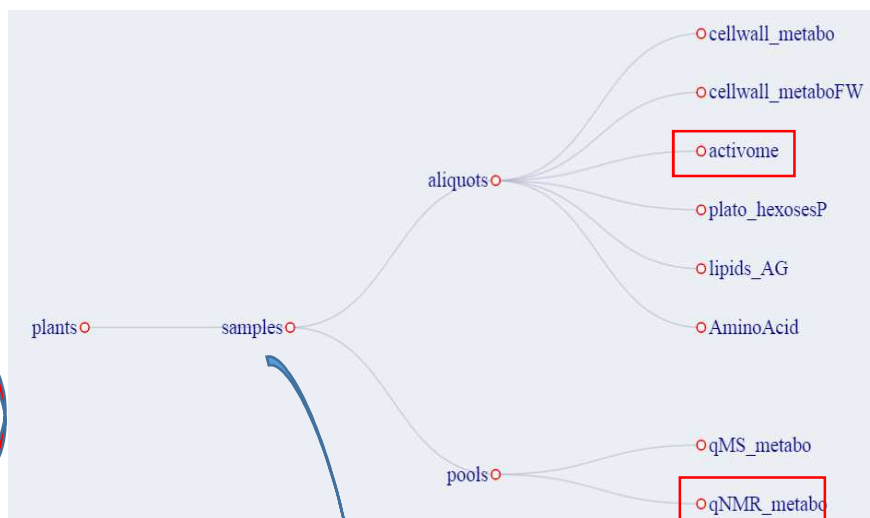 cellwall_metabo
cellwall_metaboFW
activome
aliquots
plato_hexosesP
lipids_AG
plants
samples
AminoAcid
qMS_metabo
pools
qNMR_metabo